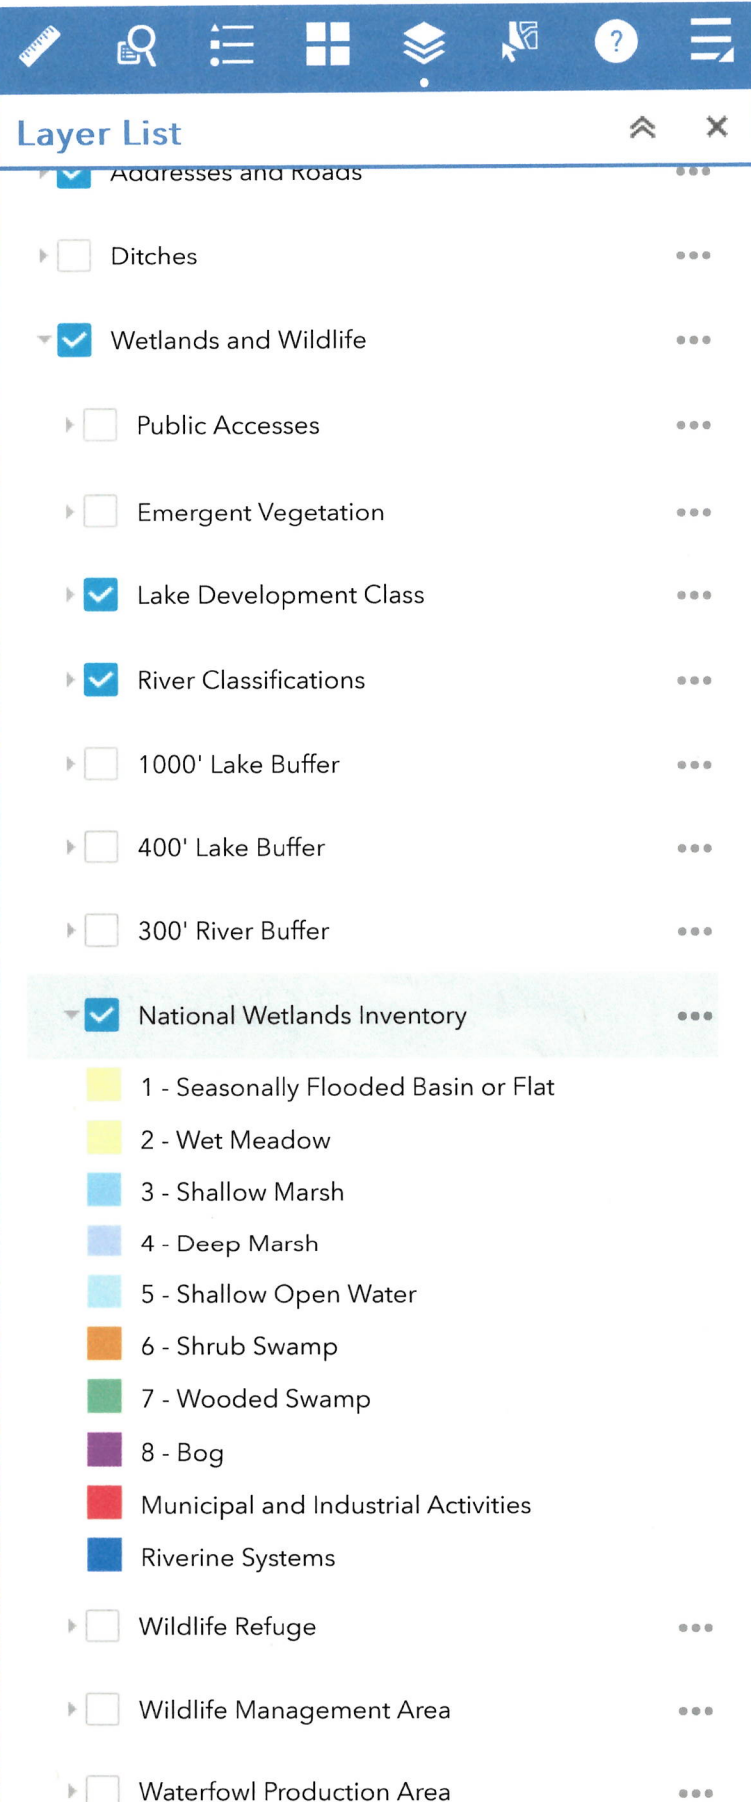 ?
Layer List
Addresses and Roads
Ditches
Wetlands and Wildlife
Public Accesses
Emergent Vegetation
Lake Development Class
River Classifications
1000' Lake Buffer
400' Lake Buffer
300' River Buffer
National Wetlands Inventory
1 - Seasonally Flooded Basin or Flat
2 - Wet Meadow
3 - Shallow Marsh
4 - Deep Marsh
5 - Shallow Open Water
6 - Shrub Swamp
7 - Wooded Swamp
8 - Bog
Municipal and Industrial Activities
Riverine Systems
Wildlife Refuge
Wildlife Management Area
Waterfowl Production Area